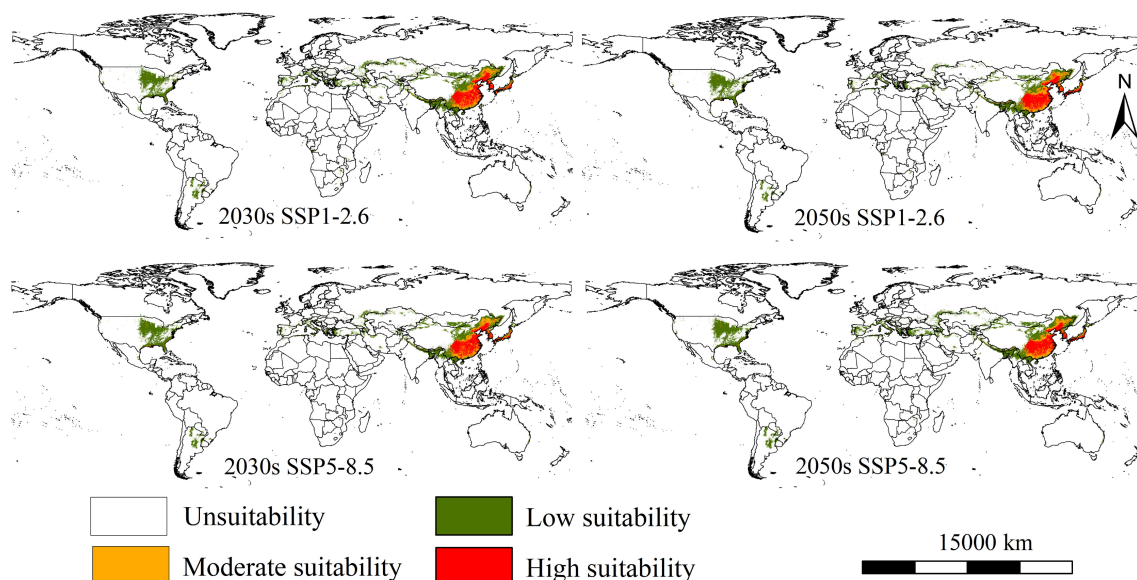 N
2030s SSP1-2.6
2050s SSP1-2.6
2030s SSP5-8.5
2050s SSP5-8.5
Unsuitability
Low suitability
Moderate suitability
High suitability
15000 km